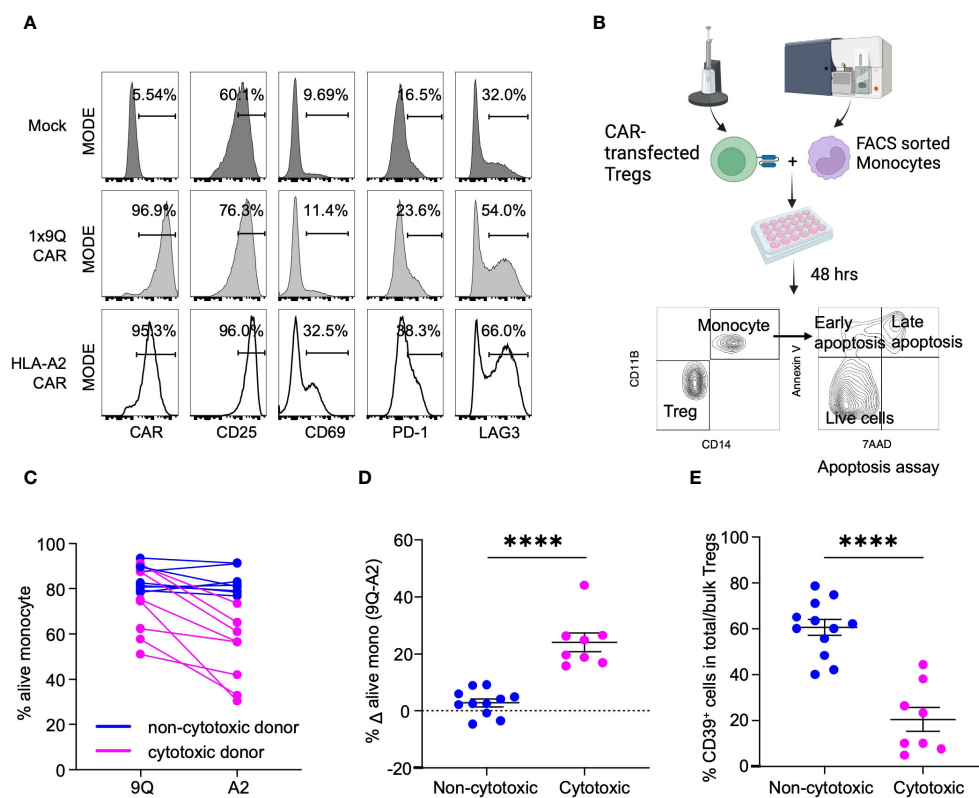 A
Mock
MODE
5.54%
60.1%
9.69%
16.5%
32.0%
1x9Q
CAR
MODE
96.9%
76.3%
11.4%
23.6%
54.0%
HLA-A2
CAR
MODE
95.3%
96.0%
32.5%
38.3%
66.0%
CAR
CD25
CD69
PD-1
LAG3
B
CAR-
transfected
Tregs
+
FACS sorted
Monocytes
48 hrs
CD11B
Monocyte
Treg
CD14
Annexin V
Early
apoptosis
Late
apoptosis
Live cells
7AAD
Apoptosis assay
C
% alive monocyte
100
80
60
40
20
0
non-cytotoxic donor
cytotoxic donor
9Q
A2
D
% Δ alive mono (9Q-A2)
60
40
20
0
-20
****
Non-cytotoxic
Cytotoxic
E
% CD39⁺ cells in total/bulk Tregs
100
80
60
40
20
0
****
Non-cytotoxic
Cytotoxic